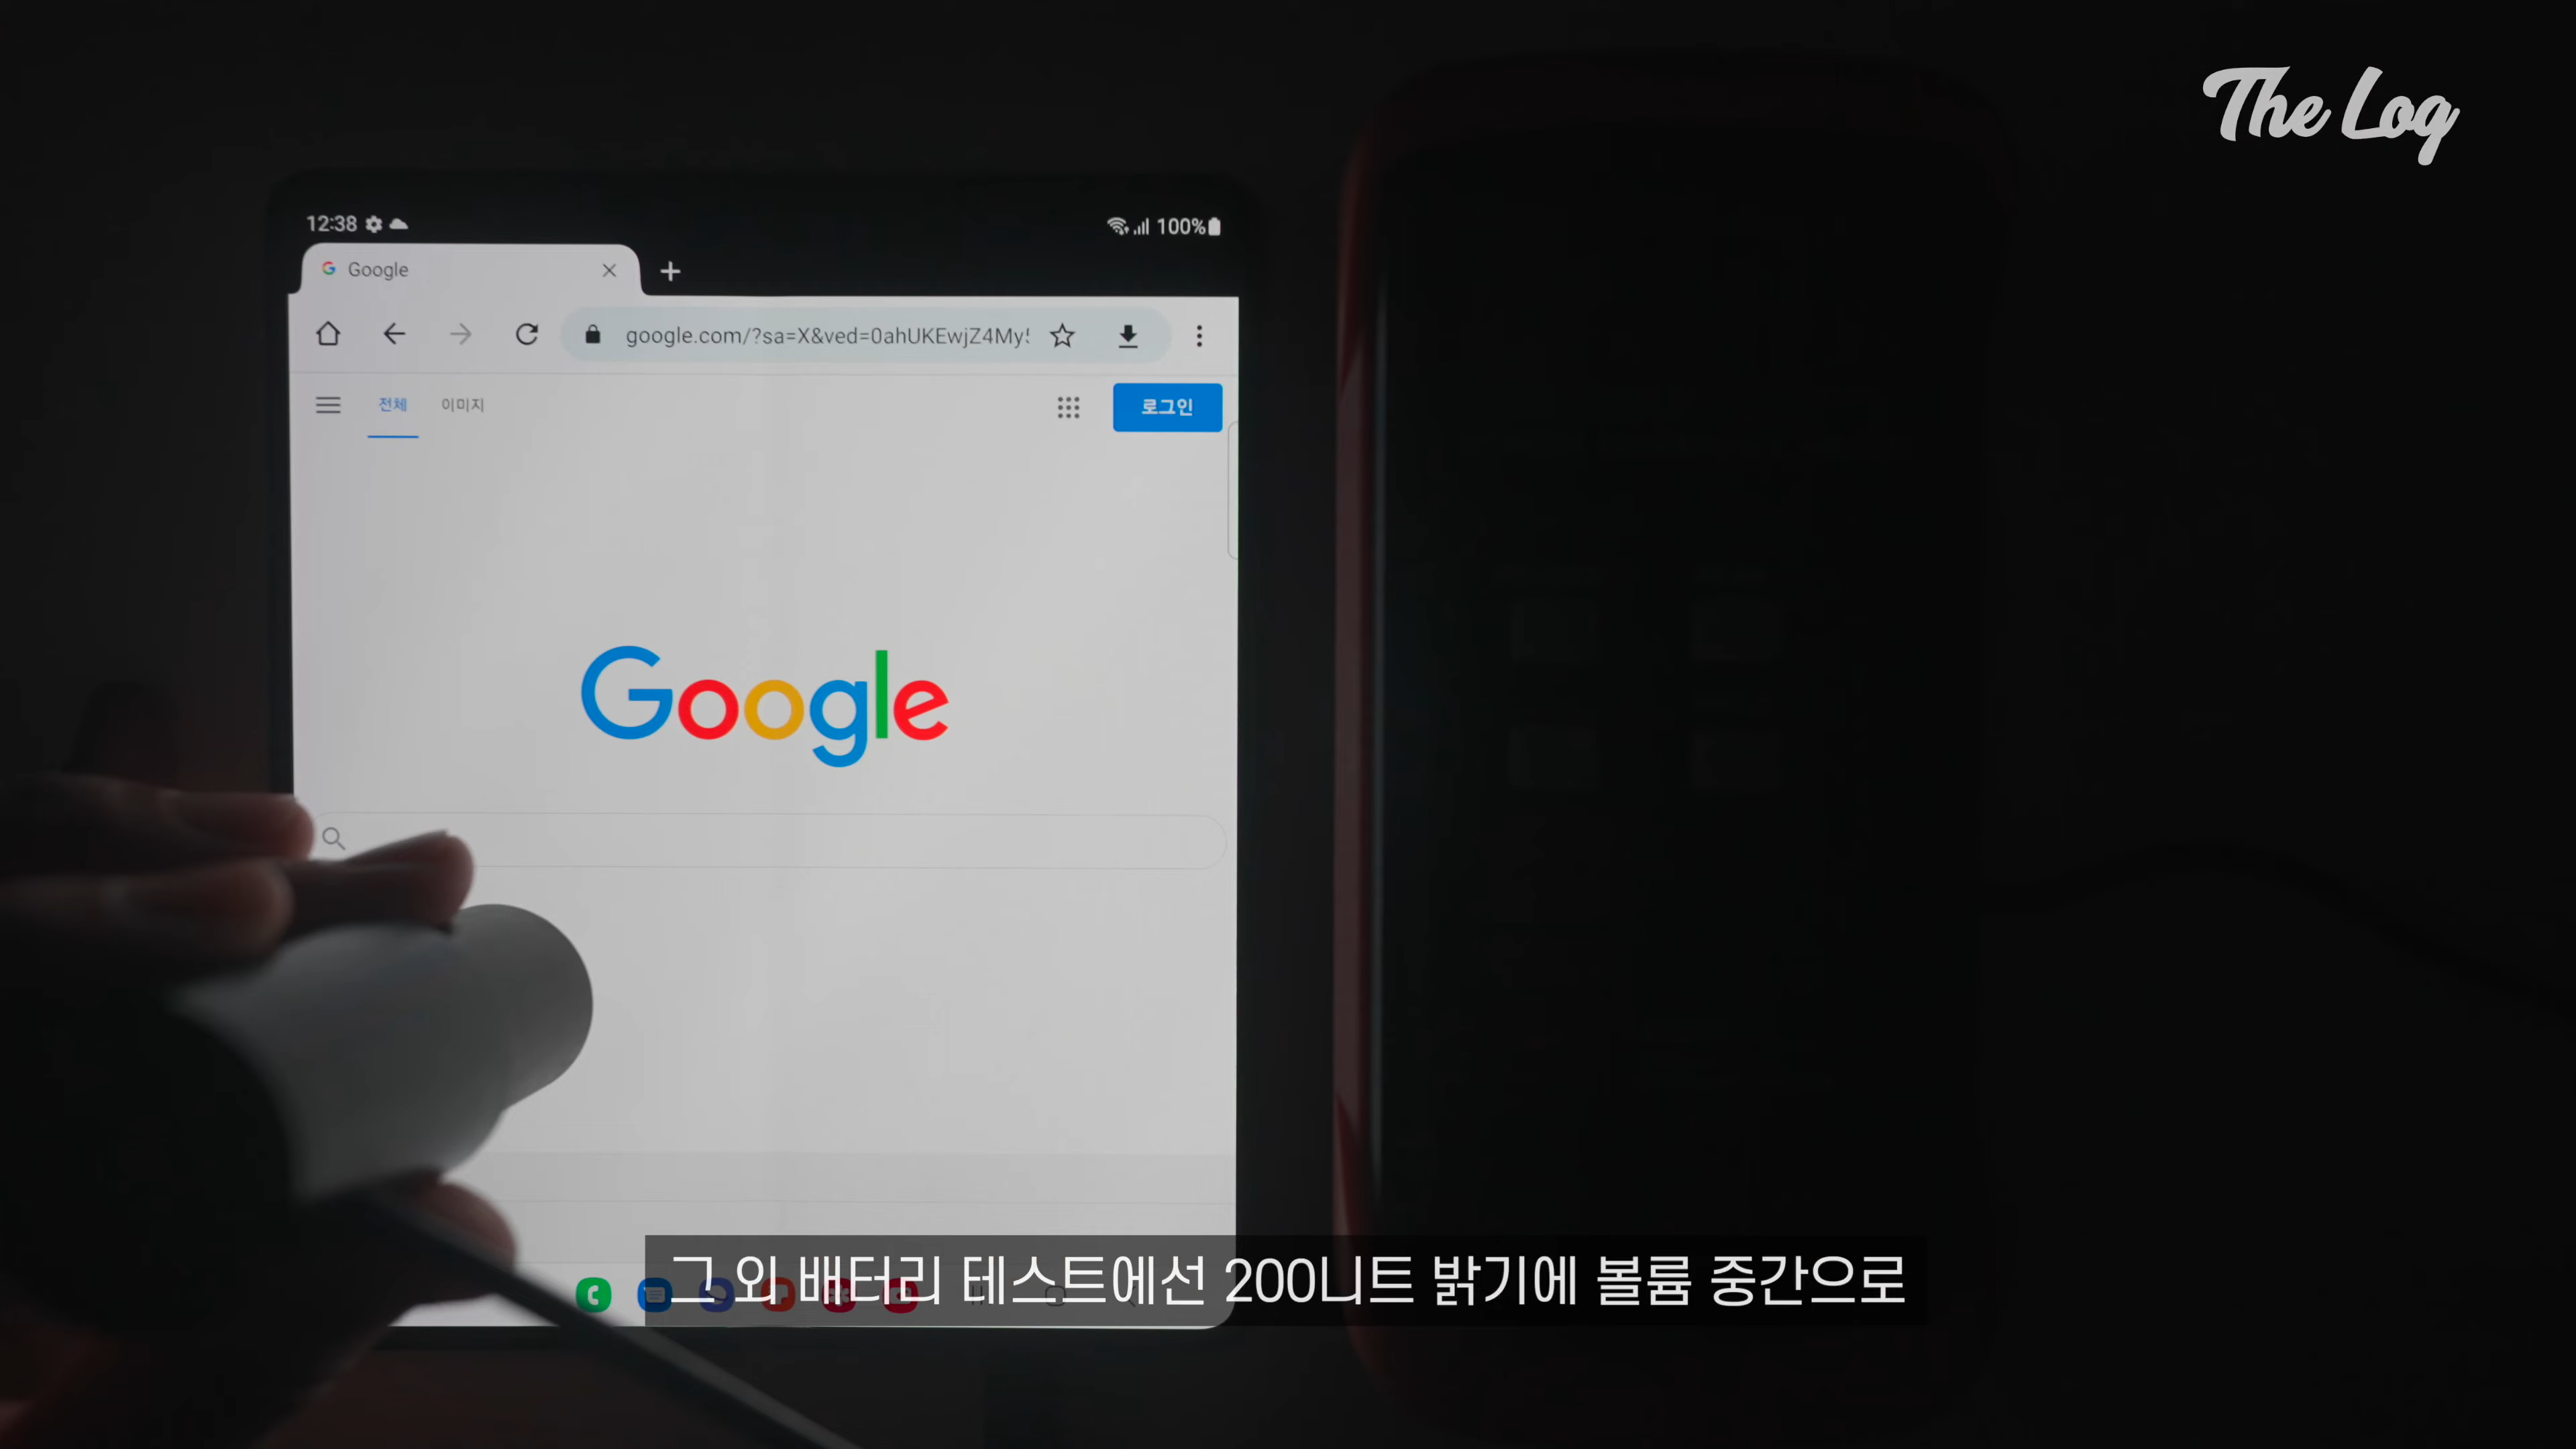 The Log
12:38
100%
Google
google.com/?sa=X&ved=0ahUKEwjZ4My5
전체
이미지
로그인
Google
그 외 배터리 테스트에선 200니트 밝기에 볼륨 중간으로